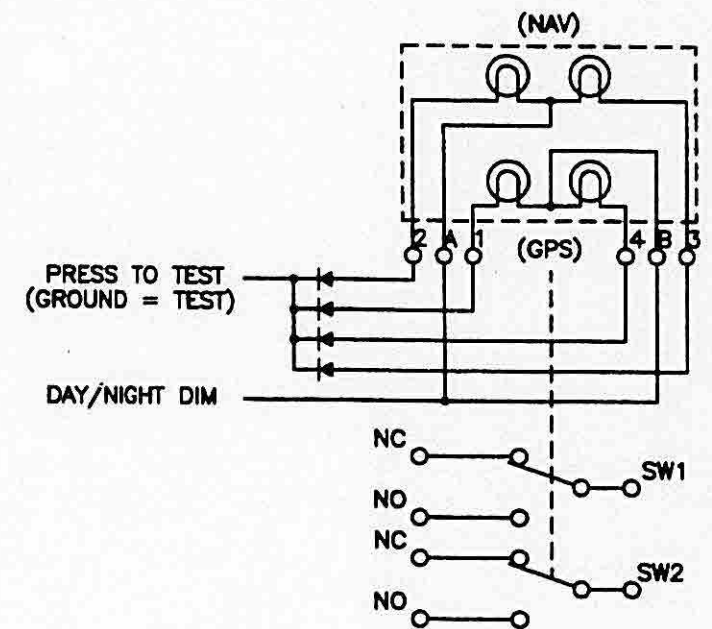 (NAV)
2 A 1 (GPS) 4 B 3
PRESS TO TEST
(GROUND = TEST)
DAY/NIGHT DIM
NC
SW1
NO
NC
SW2
NO